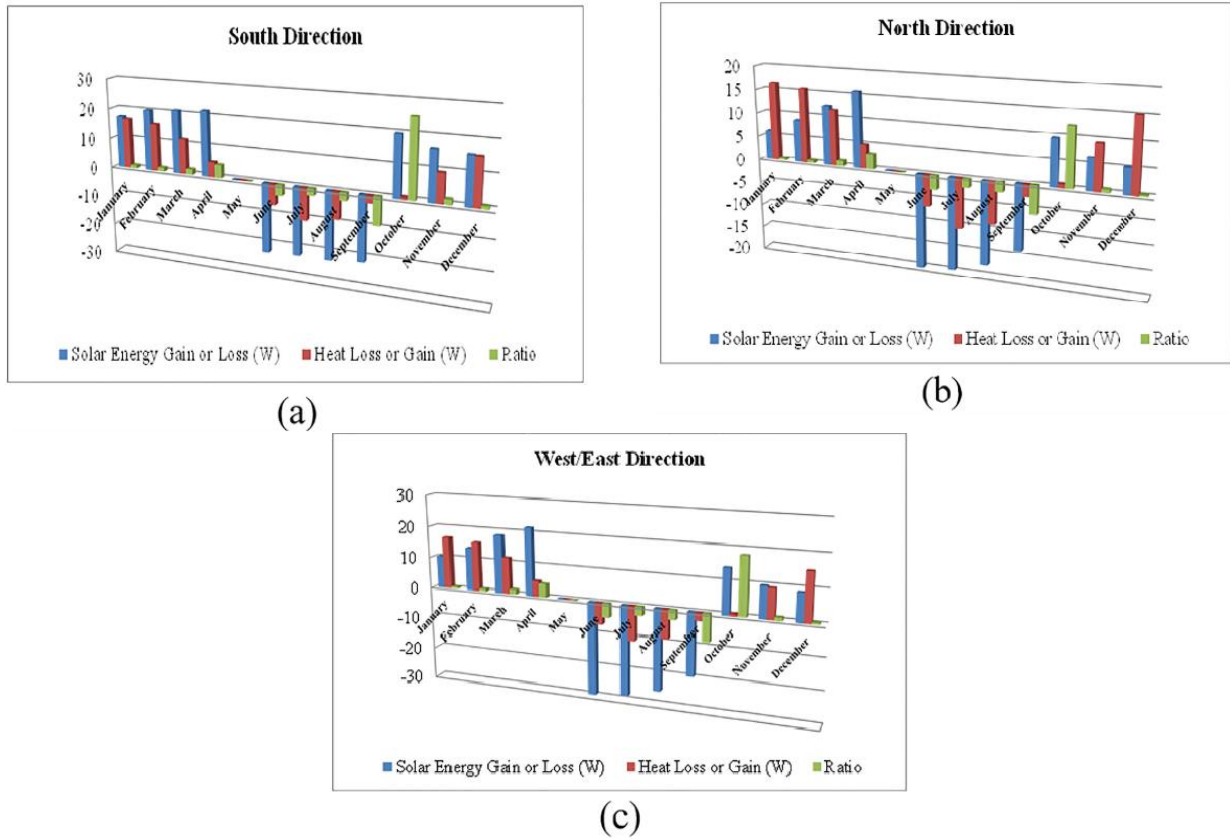 South Direction
30
20
10
0
-10
-20
-30
January
February
March
April
May
June
July
August
September
October
November
December
Solar Energy Gain or Loss (W) Heat Loss or Gain (W) Ratio
(a)
North Direction
20
15
10
5
0
-5
-10
-15
-20
January
February
March
April
May
June
July
August
September
October
November
December
Solar Energy Gain or Loss (W) Heat Loss or Gain (W) Ratio
(b)
West/East Direction
30
20
10
0
-10
-20
-30
January
February
March
April
May
June
July
August
September
October
November
December
Solar Energy Gain or Loss (W) Heat Loss or Gain (W) Ratio
(c)